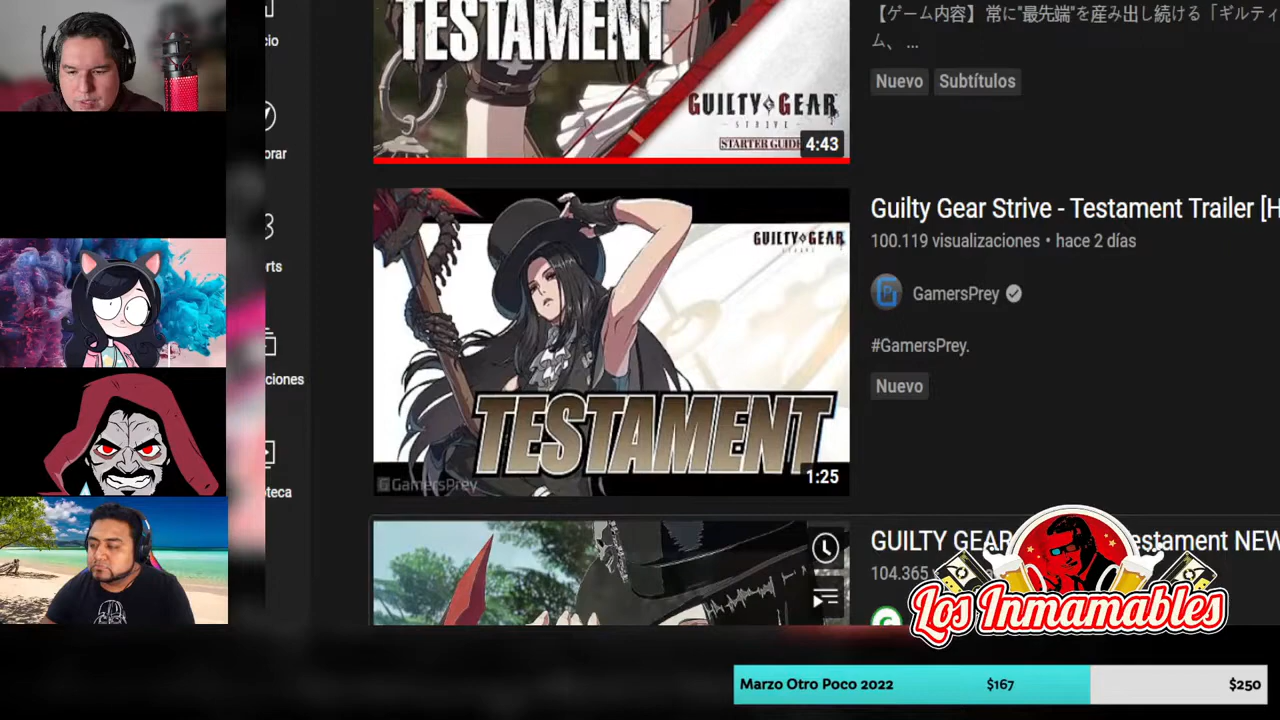 cio
TESTAMENT
GUILTY GEAR
STRIVE
STARTER GUIDE
4:43
【ゲーム内容】 常に"最先端"を産み出し続ける「ギルティ
ム、 ...
Nuevo
Subtítulos
orar
rts
ciones
oteca
GUILTY GEAR
TESTAMENT
GamersPrey
1:25
Guilty Gear Strive - Testament Trailer [H
100.119 visualizaciones • hace 2 días
GamersPrey
#GamersPrey.
Nuevo
GUILTY GEAR
estament NEW
104.365
Los Inmamables
Marzo Otro Poco 2022 $167 $250